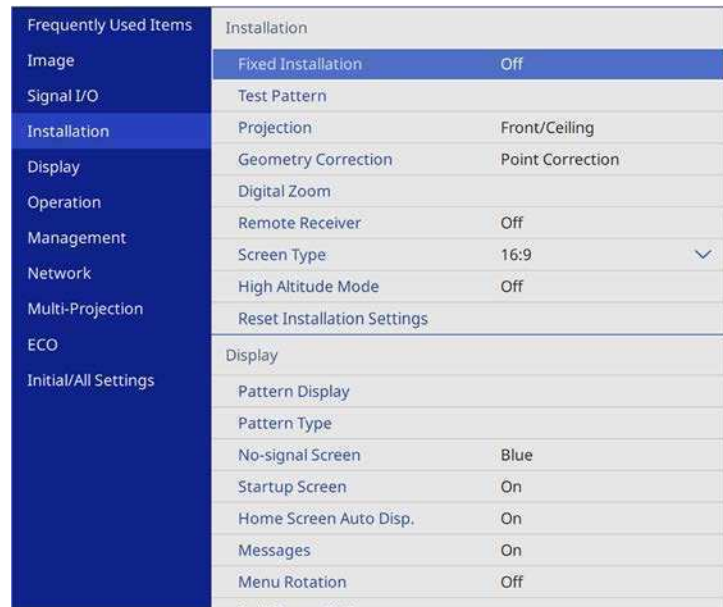 Frequently Used Items
Image
Signal I/O
Installation
Display
Operation
Management
Network
Multi-Projection
ECO
Initial/All Settings
Installation
Fixed Installation Off
Test Pattern
Projection Front/Ceiling
Geometry Correction Point Correction
Digital Zoom
Remote Receiver Off
Screen Type 16:9
High Altitude Mode Off
Reset Installation Settings
Display
Pattern Display
Pattern Type
No-signal Screen Blue
Startup Screen On
Home Screen Auto Disp. On
Messages On
Menu Rotation Off